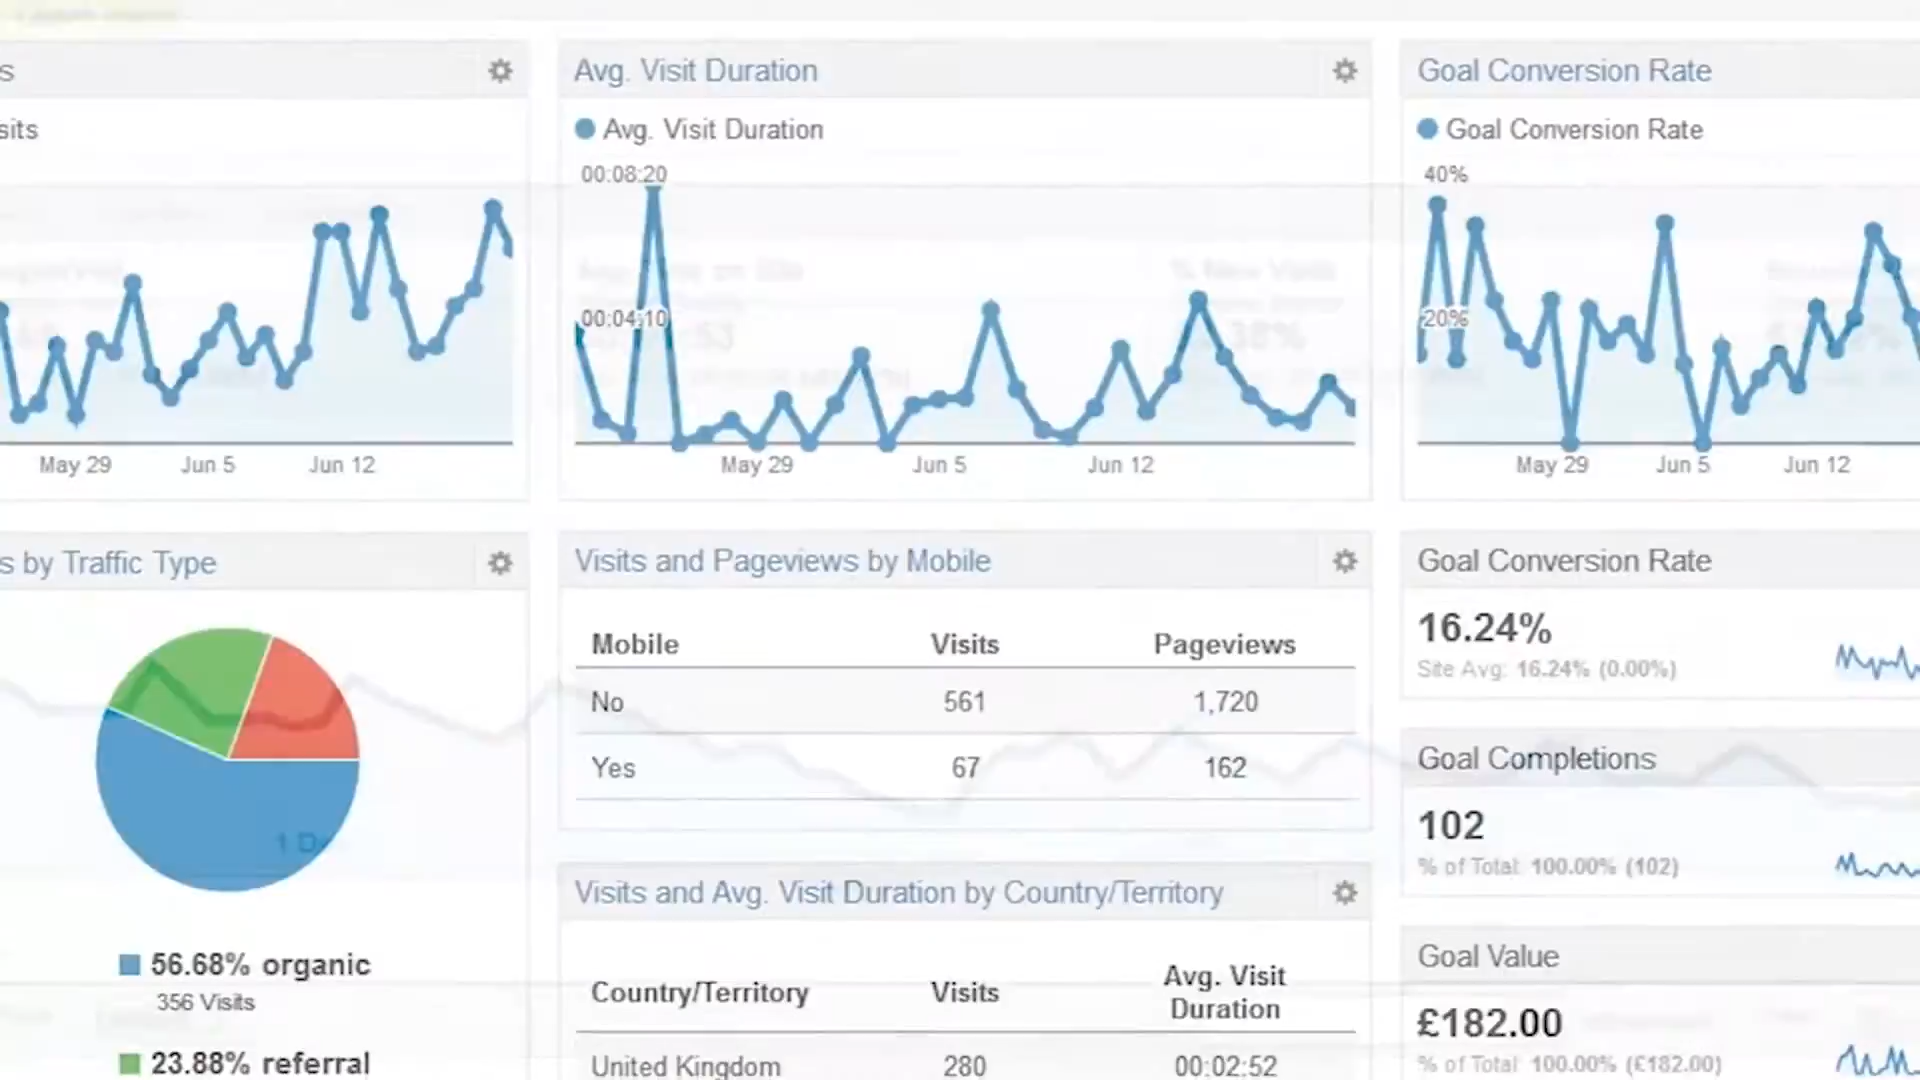 s
Avg. Visit Duration
Goal Conversion Rate
sits
Avg. Visit Duration
Goal Conversion Rate
00:08:20
40%
00:04:10
20%
May 29
Jun 5
Jun 12
May 29
Jun 5
Jun 12
May 29
Jun 5
Jun 12
s by Traffic Type
Visits and Pageviews by Mobile
Goal Conversion Rate
Mobile Visits Pageviews
No 561 1,720
Yes 67 162
16.24%
Site Avg: 16.24% (0.00%)
Goal Completions
102
% of Total: 100.00% (102)
56.68% organic
356 Visits
23.88% referral
Visits and Avg. Visit Duration by Country/Territory
Country/Territory Visits Avg. Visit
Duration
United Kingdom 280 00:02:52
Goal Value
£182.00
% of Total: 100.00% (£182.00)